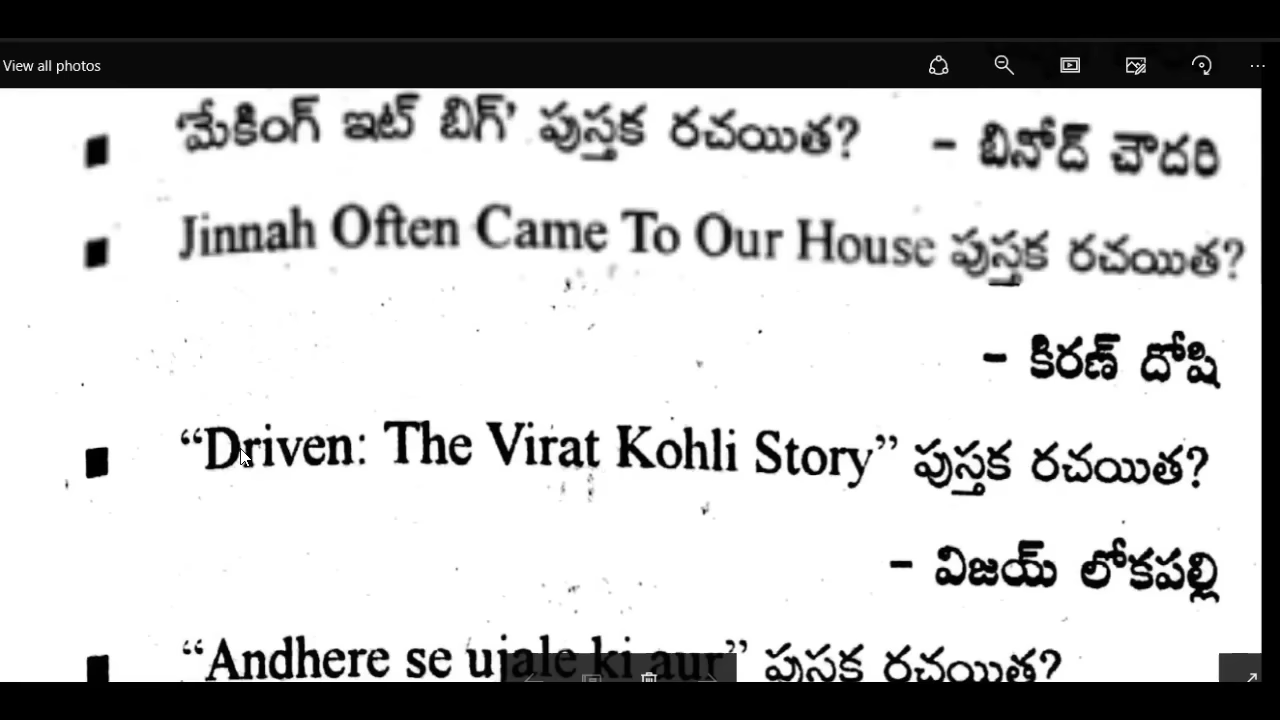 View all photos
‘మేకింగ్ ఇట్ బిగ్’ పుస్తక రచయిత? - బినోద్ చౌదరి
Jinnah Often Came To Our House పుస్తక రచయిత?
- కిరణ్ దోషి
“Driven: The Virat Kohli Story” పుస్తక రచయిత?
- విజయ్ లోకపల్లి
“Andhere se ujale ki aur” పుస్తక రచయిత?